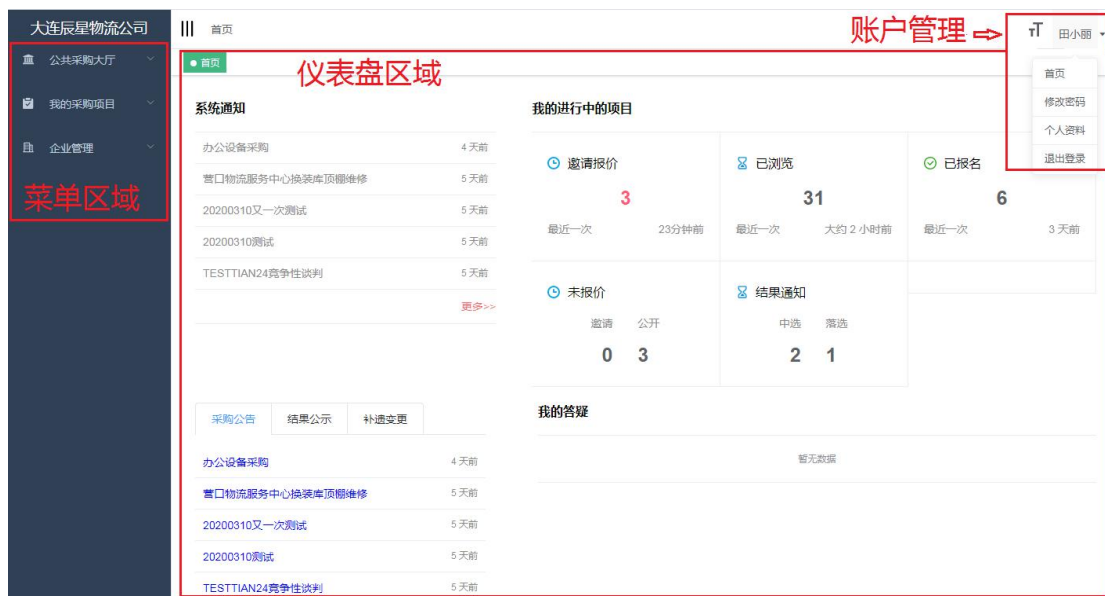 大连辰星物流公司
首页
账户管理
田小丽
公共采购大厅
我的采购项目
企业管理
菜单区域
首页
仪表盘区域
首页
修改密码
个人资料
退出登录
系统通知
办公设备采购 4 天前
营口物流服务中心换装库顶棚维修 5 天前
20200310又一次测试 5 天前
20200310测试 5 天前
TESTTIAN24竞争性谈判 5 天前
更多>>
我的进行中的项目
邀请报价
3
最近一次 23分钟前
已浏览
31
最近一次 大约 2 小时前
已报名
6
最近一次 3 天前
未报价
邀请 公开
0 3
结果通知
中选 落选
2 1
采购公告 结果公示 补遗变更
办公设备采购 4 天前
营口物流服务中心换装库顶棚维修 5 天前
20200310又一次测试 5 天前
20200310测试 5 天前
TESTTIAN24竞争性谈判 5 天前
我的答疑
暂无数据